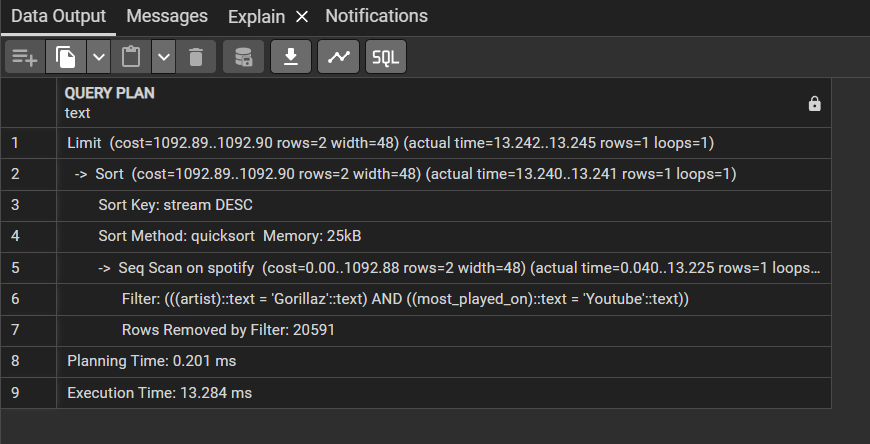 Data Output Messages Explain Notifications
SQL
QUERY PLAN
text
1 Limit (cost=1092.89..1092.90 rows=2 width=48) (actual time=13.242..13.245 rows=1 loops=1)
2 -> Sort (cost=1092.89..1092.90 rows=2 width=48) (actual time=13.240..13.241 rows=1 loops=1)
3 Sort Key: stream DESC
4 Sort Method: quicksort Memory: 25kB
5 -> Seq Scan on spotify (cost=0.00..1092.88 rows=2 width=48) (actual time=0.040..13.225 rows=1 loops...
6 Filter: (((artist)::text = 'Gorillaz'::text) AND ((most_played_on)::text = 'Youtube'::text))
7 Rows Removed by Filter: 20591
8 Planning Time: 0.201 ms
9 Execution Time: 13.284 ms